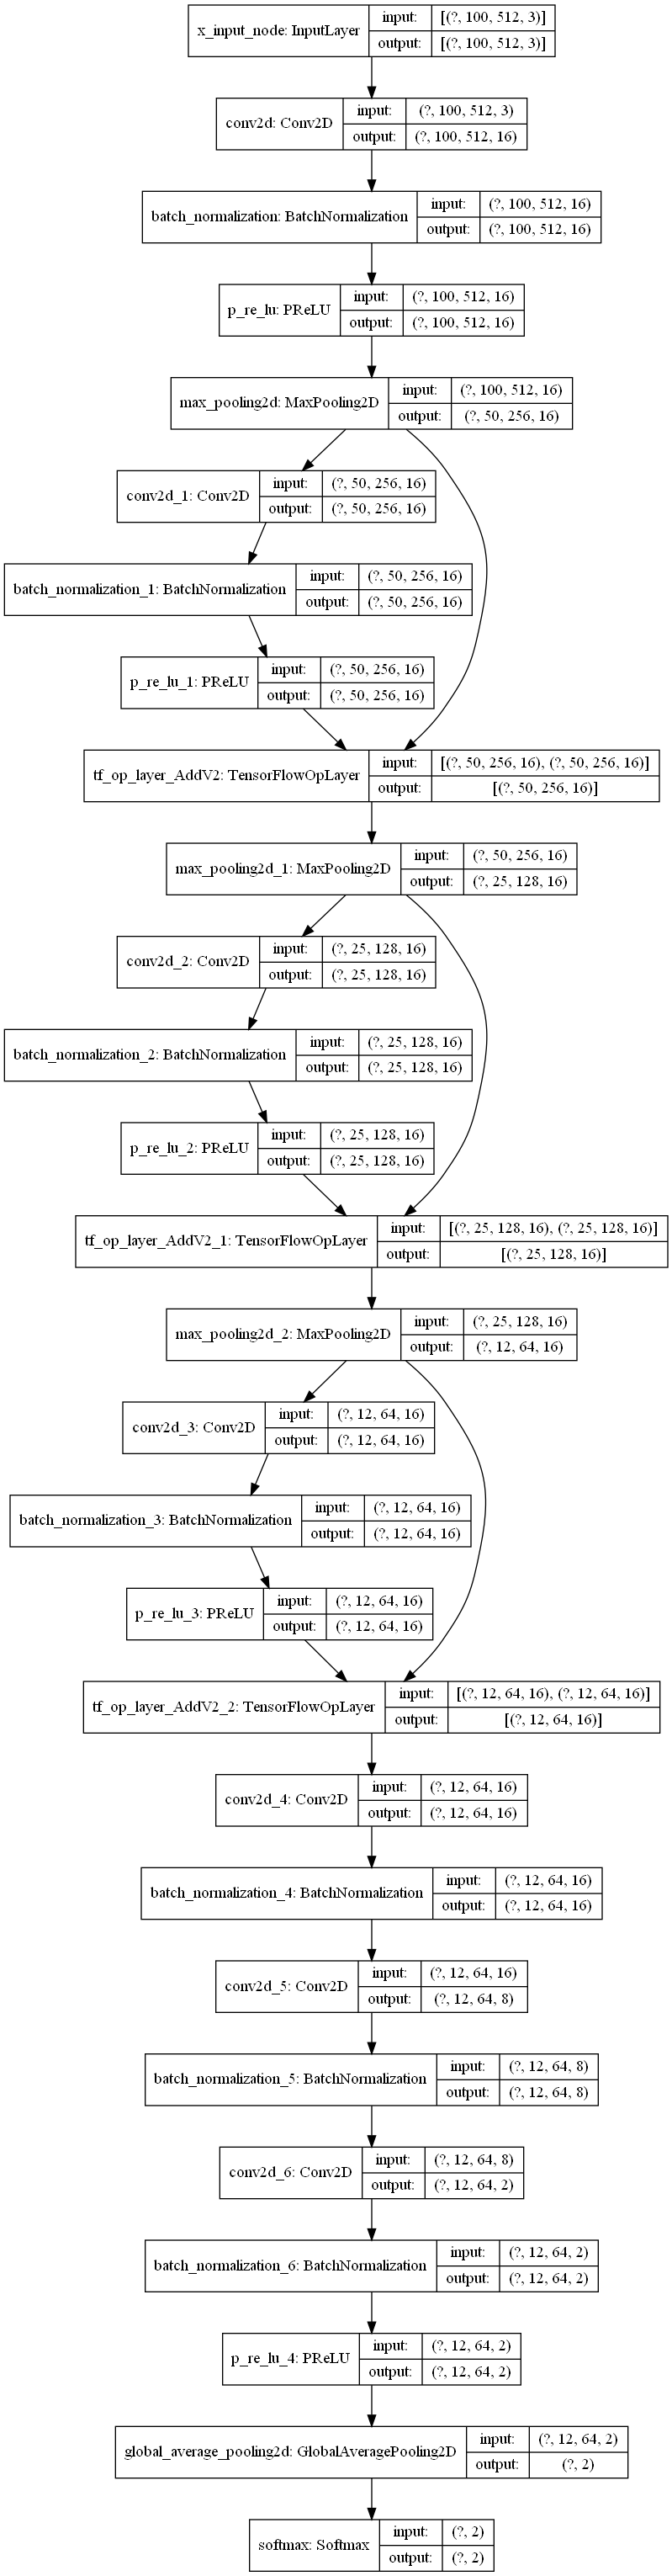 x_input_node: InputLayer
input: [(?, 100, 512, 3)]
output: [(?, 100, 512, 3)]
conv2d: Conv2D
input: (?, 100, 512, 3)
output: (?, 100, 512, 16)
batch_normalization: BatchNormalization
input: (?, 100, 512, 16)
output: (?, 100, 512, 16)
p_re_lu: PReLU
input: (?, 100, 512, 16)
output: (?, 100, 512, 16)
max_pooling2d: MaxPooling2D
input: (?, 100, 512, 16)
output: (?, 50, 256, 16)
conv2d_1: Conv2D
input: (?, 50, 256, 16)
output: (?, 50, 256, 16)
batch_normalization_1: BatchNormalization
input: (?, 50, 256, 16)
output: (?, 50, 256, 16)
p_re_lu_1: PReLU
input: (?, 50, 256, 16)
output: (?, 50, 256, 16)
tf_op_layer_AddV2: TensorFlowOpLayer
input: [(?, 50, 256, 16), (?, 50, 256, 16)]
output: [(?, 50, 256, 16)]
max_pooling2d_1: MaxPooling2D
input: (?, 50, 256, 16)
output: (?, 25, 128, 16)
conv2d_2: Conv2D
input: (?, 25, 128, 16)
output: (?, 25, 128, 16)
batch_normalization_2: BatchNormalization
input: (?, 25, 128, 16)
output: (?, 25, 128, 16)
p_re_lu_2: PReLU
input: (?, 25, 128, 16)
output: (?, 25, 128, 16)
tf_op_layer_AddV2_1: TensorFlowOpLayer
input: [(?, 25, 128, 16), (?, 25, 128, 16)]
output: [(?, 25, 128, 16)]
max_pooling2d_2: MaxPooling2D
input: (?, 25, 128, 16)
output: (?, 12, 64, 16)
conv2d_3: Conv2D
input: (?, 12, 64, 16)
output: (?, 12, 64, 16)
batch_normalization_3: BatchNormalization
input: (?, 12, 64, 16)
output: (?, 12, 64, 16)
p_re_lu_3: PReLU
input: (?, 12, 64, 16)
output: (?, 12, 64, 16)
tf_op_layer_AddV2_2: TensorFlowOpLayer
input: [(?, 12, 64, 16), (?, 12, 64, 16)]
output: [(?, 12, 64, 16)]
conv2d_4: Conv2D
input: (?, 12, 64, 16)
output: (?, 12, 64, 16)
batch_normalization_4: BatchNormalization
input: (?, 12, 64, 16)
output: (?, 12, 64, 16)
conv2d_5: Conv2D
input: (?, 12, 64, 16)
output: (?, 12, 64, 8)
batch_normalization_5: BatchNormalization
input: (?, 12, 64, 8)
output: (?, 12, 64, 8)
conv2d_6: Conv2D
input: (?, 12, 64, 8)
output: (?, 12, 64, 2)
batch_normalization_6: BatchNormalization
input: (?, 12, 64, 2)
output: (?, 12, 64, 2)
p_re_lu_4: PReLU
input: (?, 12, 64, 2)
output: (?, 12, 64, 2)
global_average_pooling2d: GlobalAveragePooling2D
input: (?, 12, 64, 2)
output: (?, 2)
softmax: Softmax
input: (?, 2)
output: (?, 2)